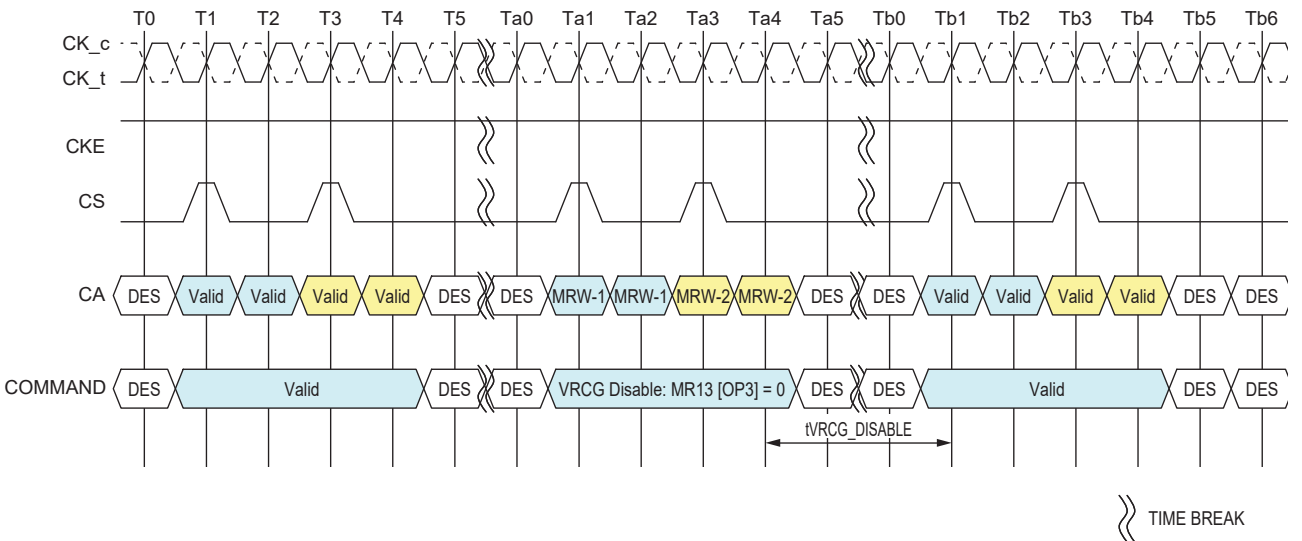 T0 T1 T2 T3 T4 T5 Ta0 Ta1 Ta2 Ta3 Ta4 Ta5 Tb0 Tb1 Tb2 Tb3 Tb4 Tb5 Tb6
CK_c
CK_t
CKE
CS
CA DES Valid Valid Valid Valid DES DES MRW-1 MRW-1 MRW-2 MRW-2 DES DES Valid Valid Valid Valid DES DES
COMMAND DES Valid DES DES VRCG Disable: MR13 [OP3] = 0 DES DES Valid DES DES
tVRCG_DISABLE
TIME BREAK